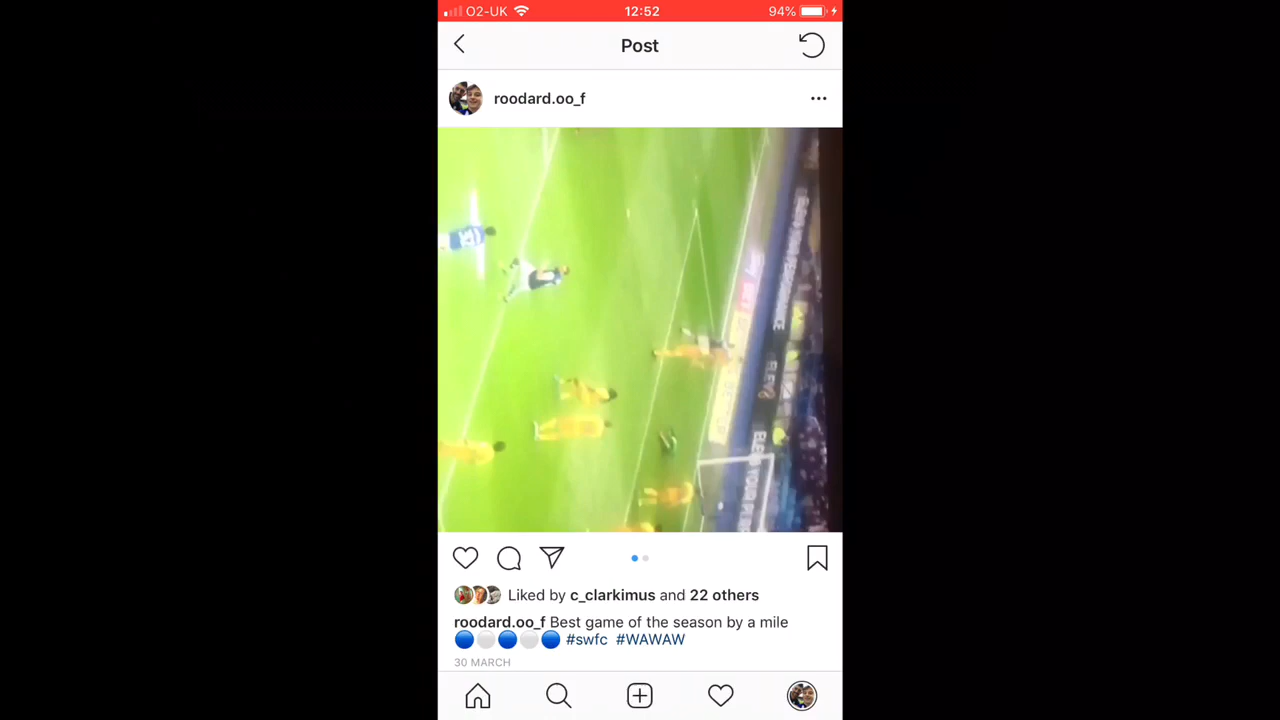 O2-UK 12:52 94%
Post
roodard.oo_f
Liked by c_clarkimus and 22 others
roodard.oo_f Best game of the season by a mile
🔵⚪🔵⚪🔵 #swfc #WAWAW
30 MARCH